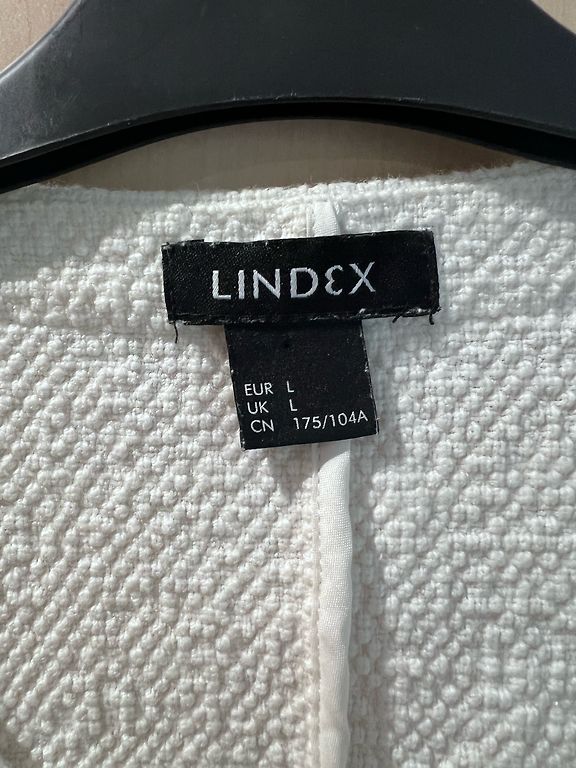 LINDEX
EUR L
UK L
CN 175/104A